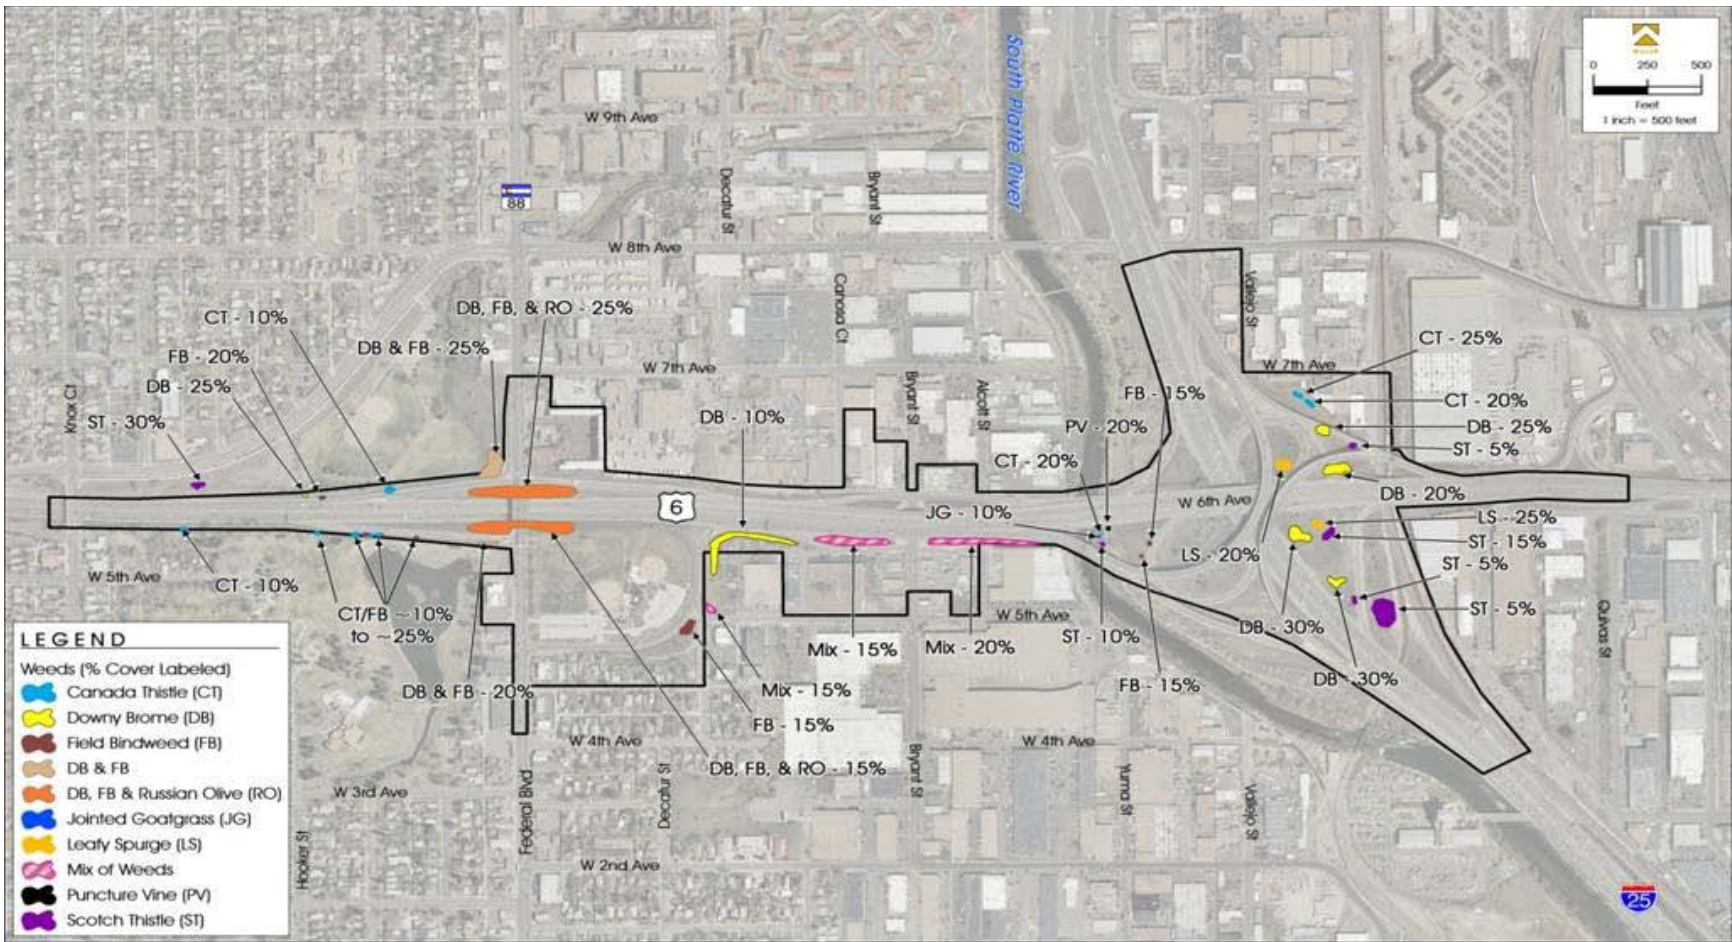 South Platte River
0 250 500
Feet
1 inch = 500 feet
W 9th Ave
Decatur St
Bryant St
88
W 8th Ave
Canosa Ct
Vallejo St
DB, FB, & RO - 25%
CT - 10%
DB & FB - 25%
FB - 20%
DB - 25%
ST - 30%
Knox Ct
W 7th Ave
Bryant St
Alcott St
W 7th Ave
CT - 25%
CT - 20%
DB - 25%
ST - 5%
DB - 20%
FB - 15%
PV - 20%
CT - 20%
DB - 10%
6
JG - 10%
W 6th Ave
LS - 20%
LS - 25%
ST - 15%
ST - 5%
ST - 5%
W 5th Ave
CT - 10%
CT/FB ~10%
to ~25%
W 5th Ave
ST - 10%
DB - 30%
DB - 30%
Mix - 15%
Mix - 20%
Quivas St
FB - 15%
DB & FB - 20%
Mix - 15%
FB - 15%
W 4th Ave
W 4th Ave
DB, FB, & RO - 15%
W 3rd Ave
Federal Blvd
Decatur St
Bryant St
Yuma St
Vallejo St
Hooker St
W 2nd Ave
25
LEGEND
Weeds (% Cover Labeled)
Canada Thistle (CT)
Downy Brome (DB)
Field Bindweed (FB)
DB & FB
DB, FB & Russian Olive (RO)
Jointed Goatgrass (JG)
Leafy Spurge (LS)
Mix of Weeds
Puncture Vine (PV)
Scotch Thistle (ST)